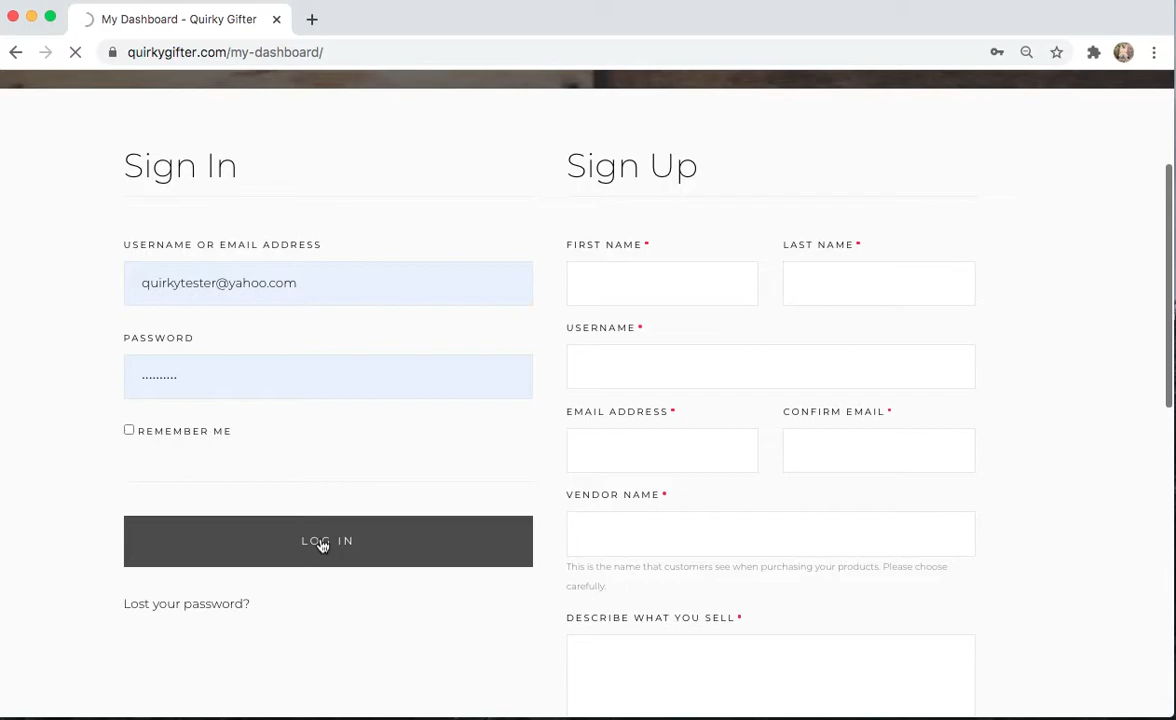 My Dashboard - Quirky Gifter
quirkygifter.com/my-dashboard/
Sign In
USERNAME OR EMAIL ADDRESS
quirkytester@yahoo.com
PASSWORD
REMEMBER ME
LOG IN
Lost your password?
Sign Up
FIRST NAME*
LAST NAME*
USERNAME*
EMAIL ADDRESS*
CONFIRM EMAIL*
VENDOR NAME*
This is the name that customers see when purchasing your products. Please choose
carefully.
DESCRIBE WHAT YOU SELL*